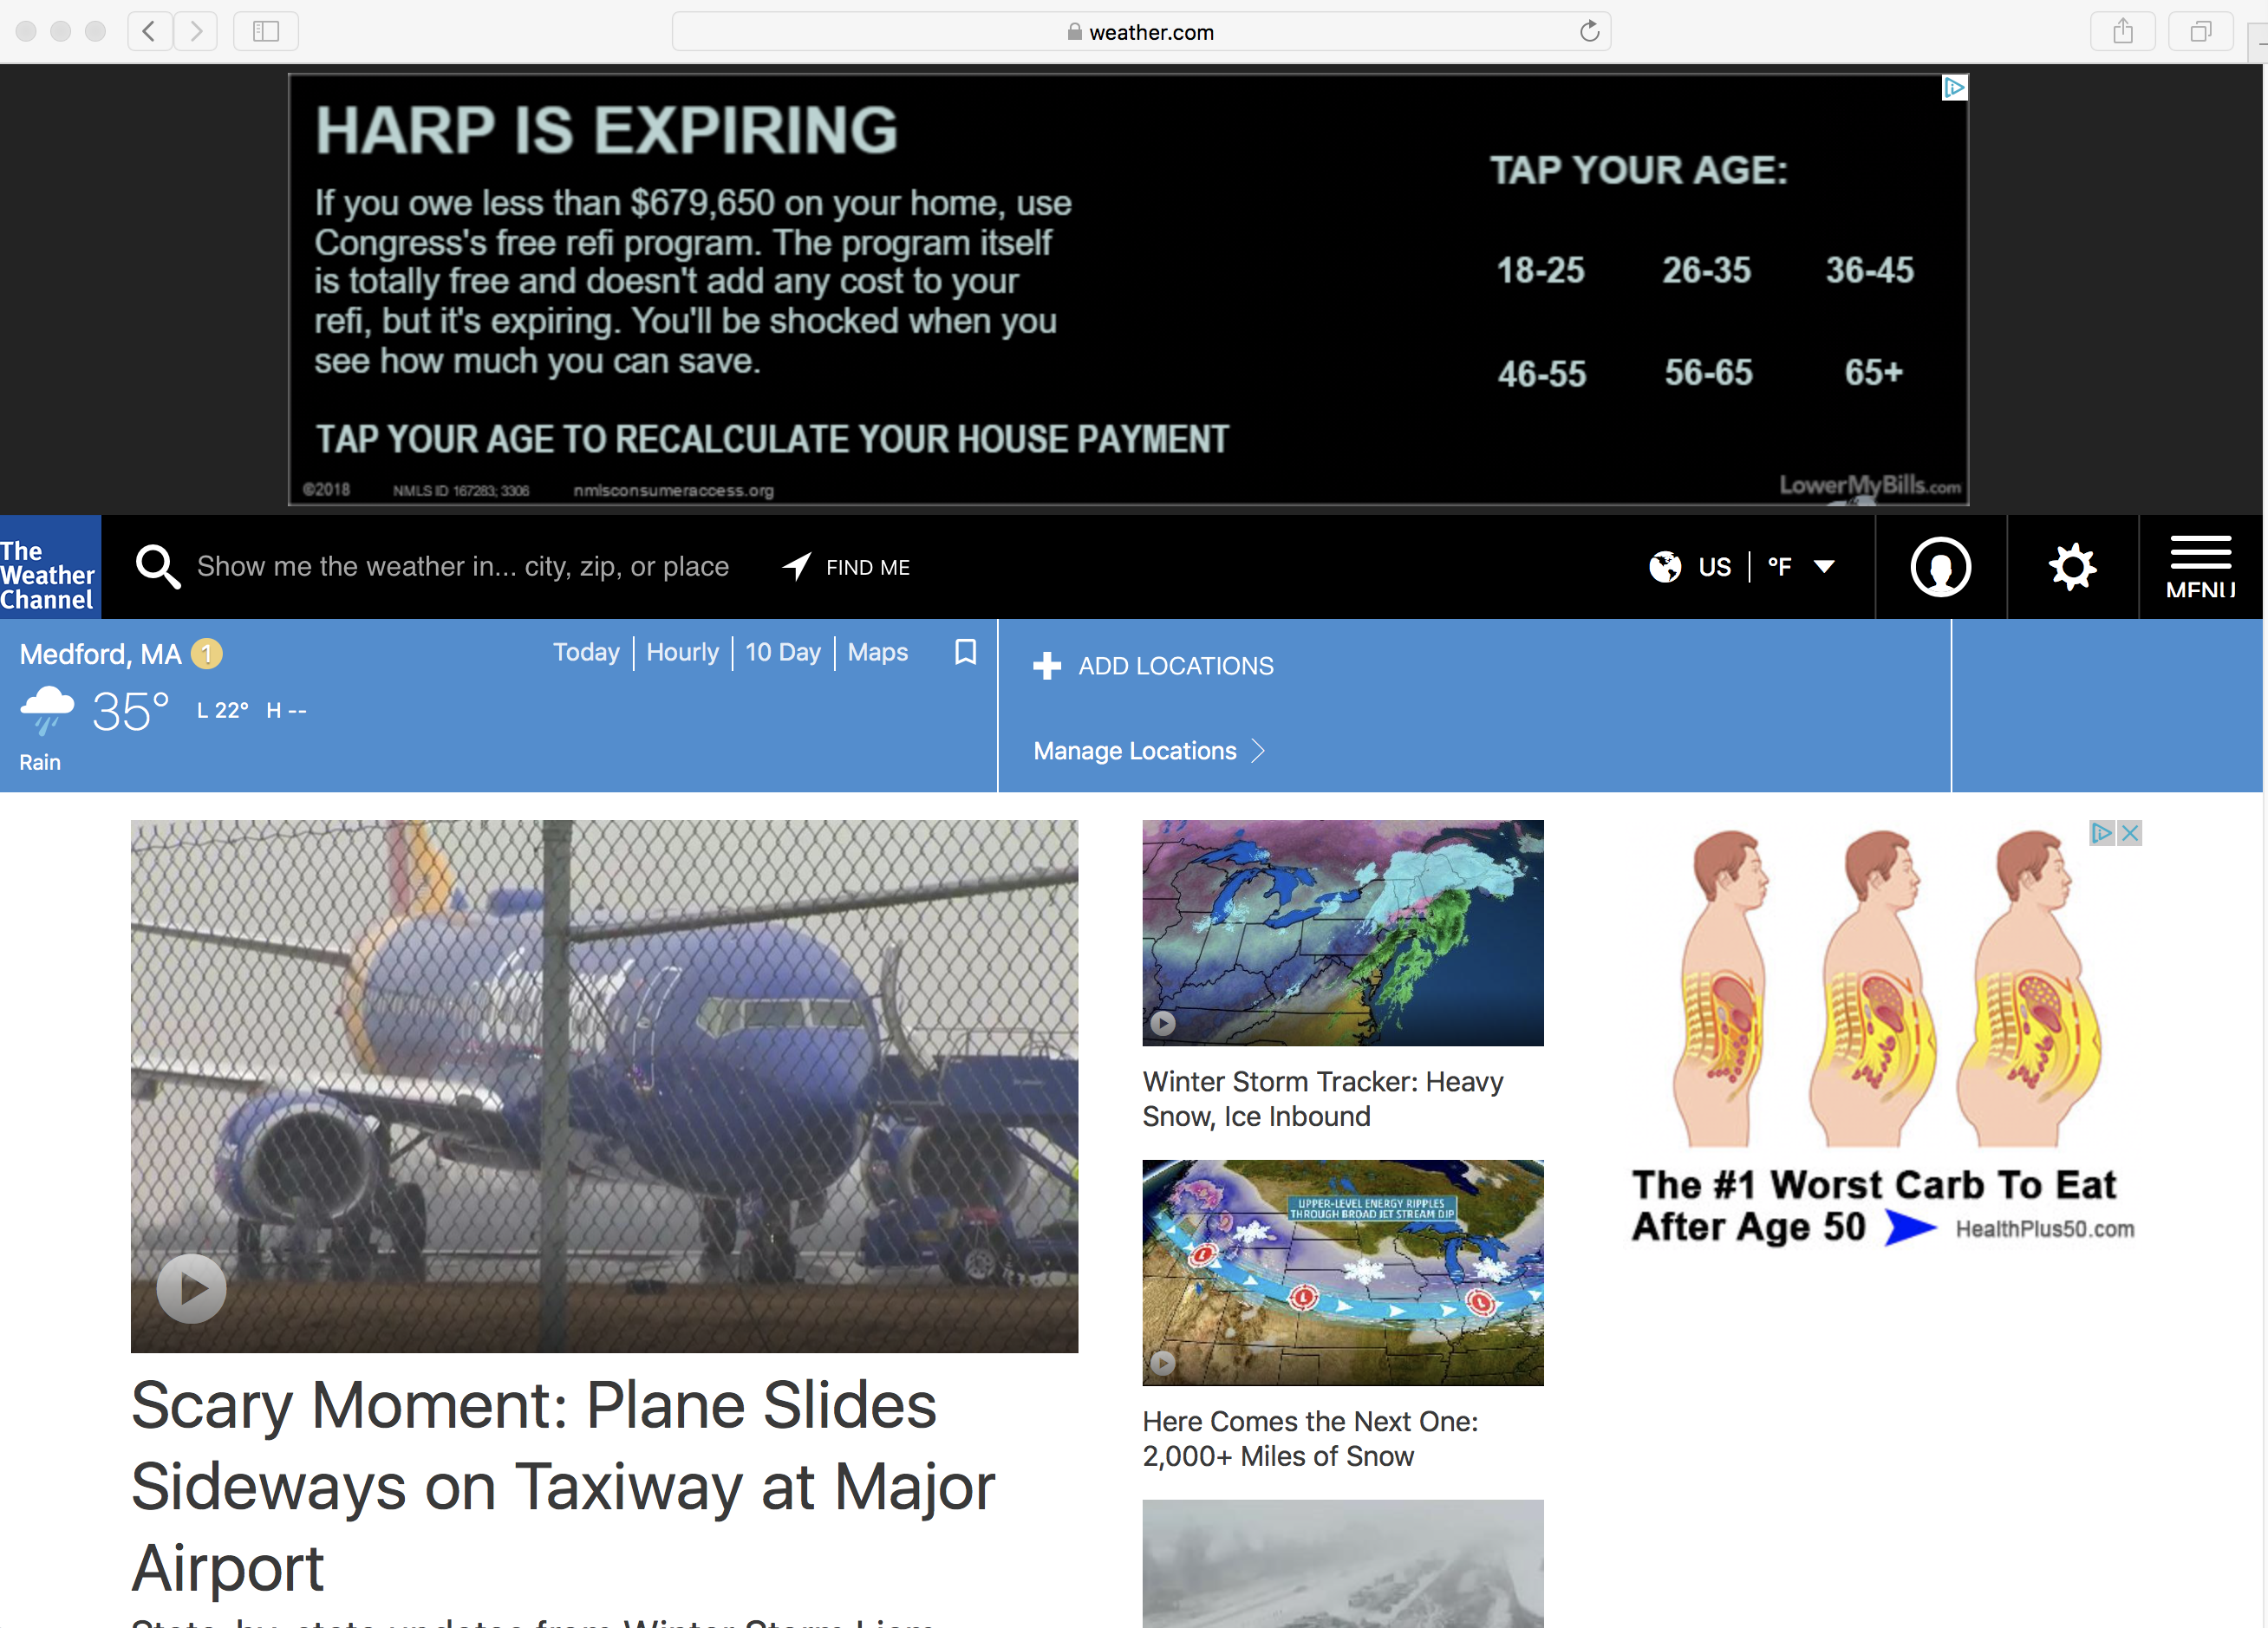 weather.com
HARP IS EXPIRING
If you owe less than $679,650 on your home, use
Congress's free refi program. The program itself
is totally free and doesn't add any cost to your
refi, but it's expiring. You'll be shocked when you
see how much you can save.
TAP YOUR AGE TO RECALCULATE YOUR HOUSE PAYMENT
©2018 NMLS ID 167283; 3306 nmlsconsumeraccess.org
TAP YOUR AGE:
18-25 26-35 36-45
46-55 56-65 65+
LowerMyBills.com
The
Weather
Channel
Show me the weather in... city, zip, or place
FIND ME
US °F
MENU
Medford, MA 1
Today Hourly 10 Day Maps
35° L 22° H --
Rain
ADD LOCATIONS
Manage Locations
Scary Moment: Plane Slides
Sideways on Taxiway at Major
Airport
State-by-state updates from Winter Storm Liam
Winter Storm Tracker: Heavy
Snow, Ice Inbound
UPPER-LEVEL ENERGY RIPPLES
THROUGH BROAD JET STREAM DIP
L
L
L
Here Comes the Next One:
2,000+ Miles of Snow
The #1 Worst Carb To Eat
After Age 50 HealthPlus50.com